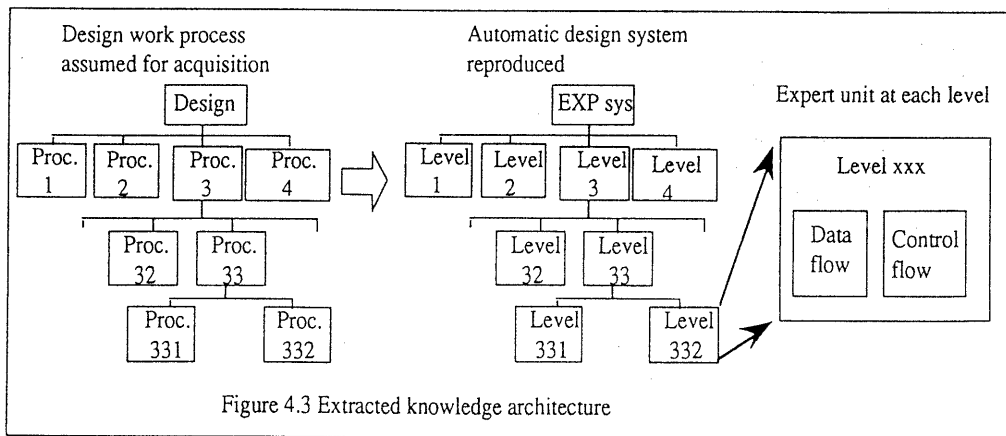 Design work process
assumed for acquisition
Design
Proc.
1
Proc.
2
Proc.
3
Proc.
4
Proc.
32
Proc.
33
Proc.
331
Proc.
332
Automatic design system
reproduced
EXP sys
Level
1
Level
2
Level
3
Level
4
Level
32
Level
33
Level
331
Level
332
Expert unit at each level
Level xxx
Data
flow
Control
flow
Figure 4.3 Extracted knowledge architecture